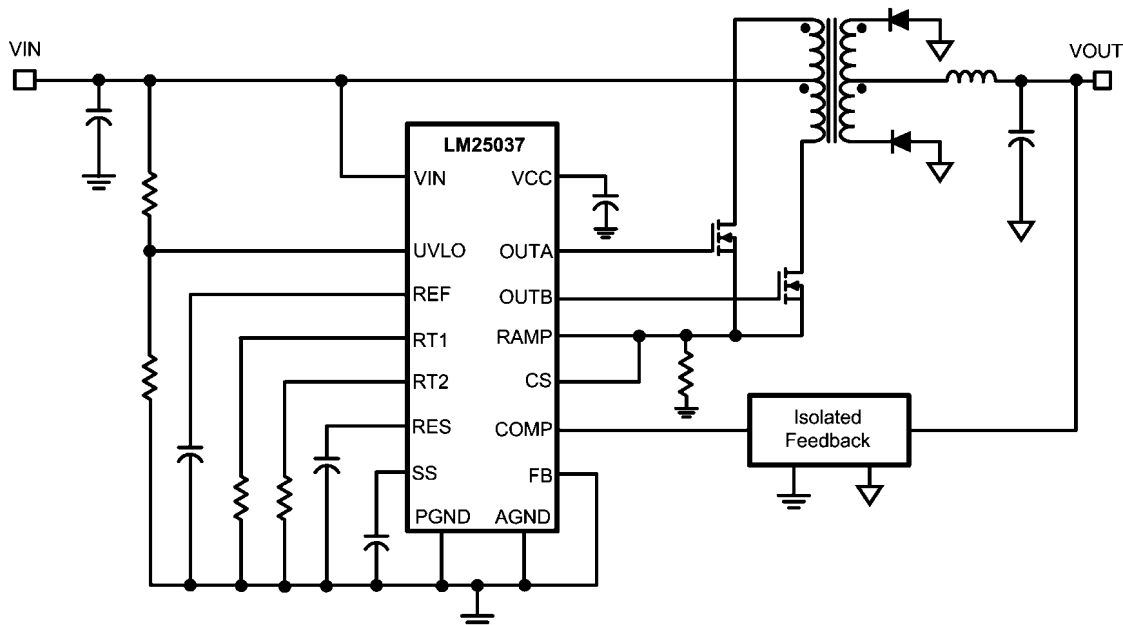 VIN
VOUT
LM25037
VIN
VCC
UVLO
OUTA
REF
OUTB
RT1
RAMP
RT2
CS
RES
COMP
SS
FB
PGND
AGND
Isolated
Feedback